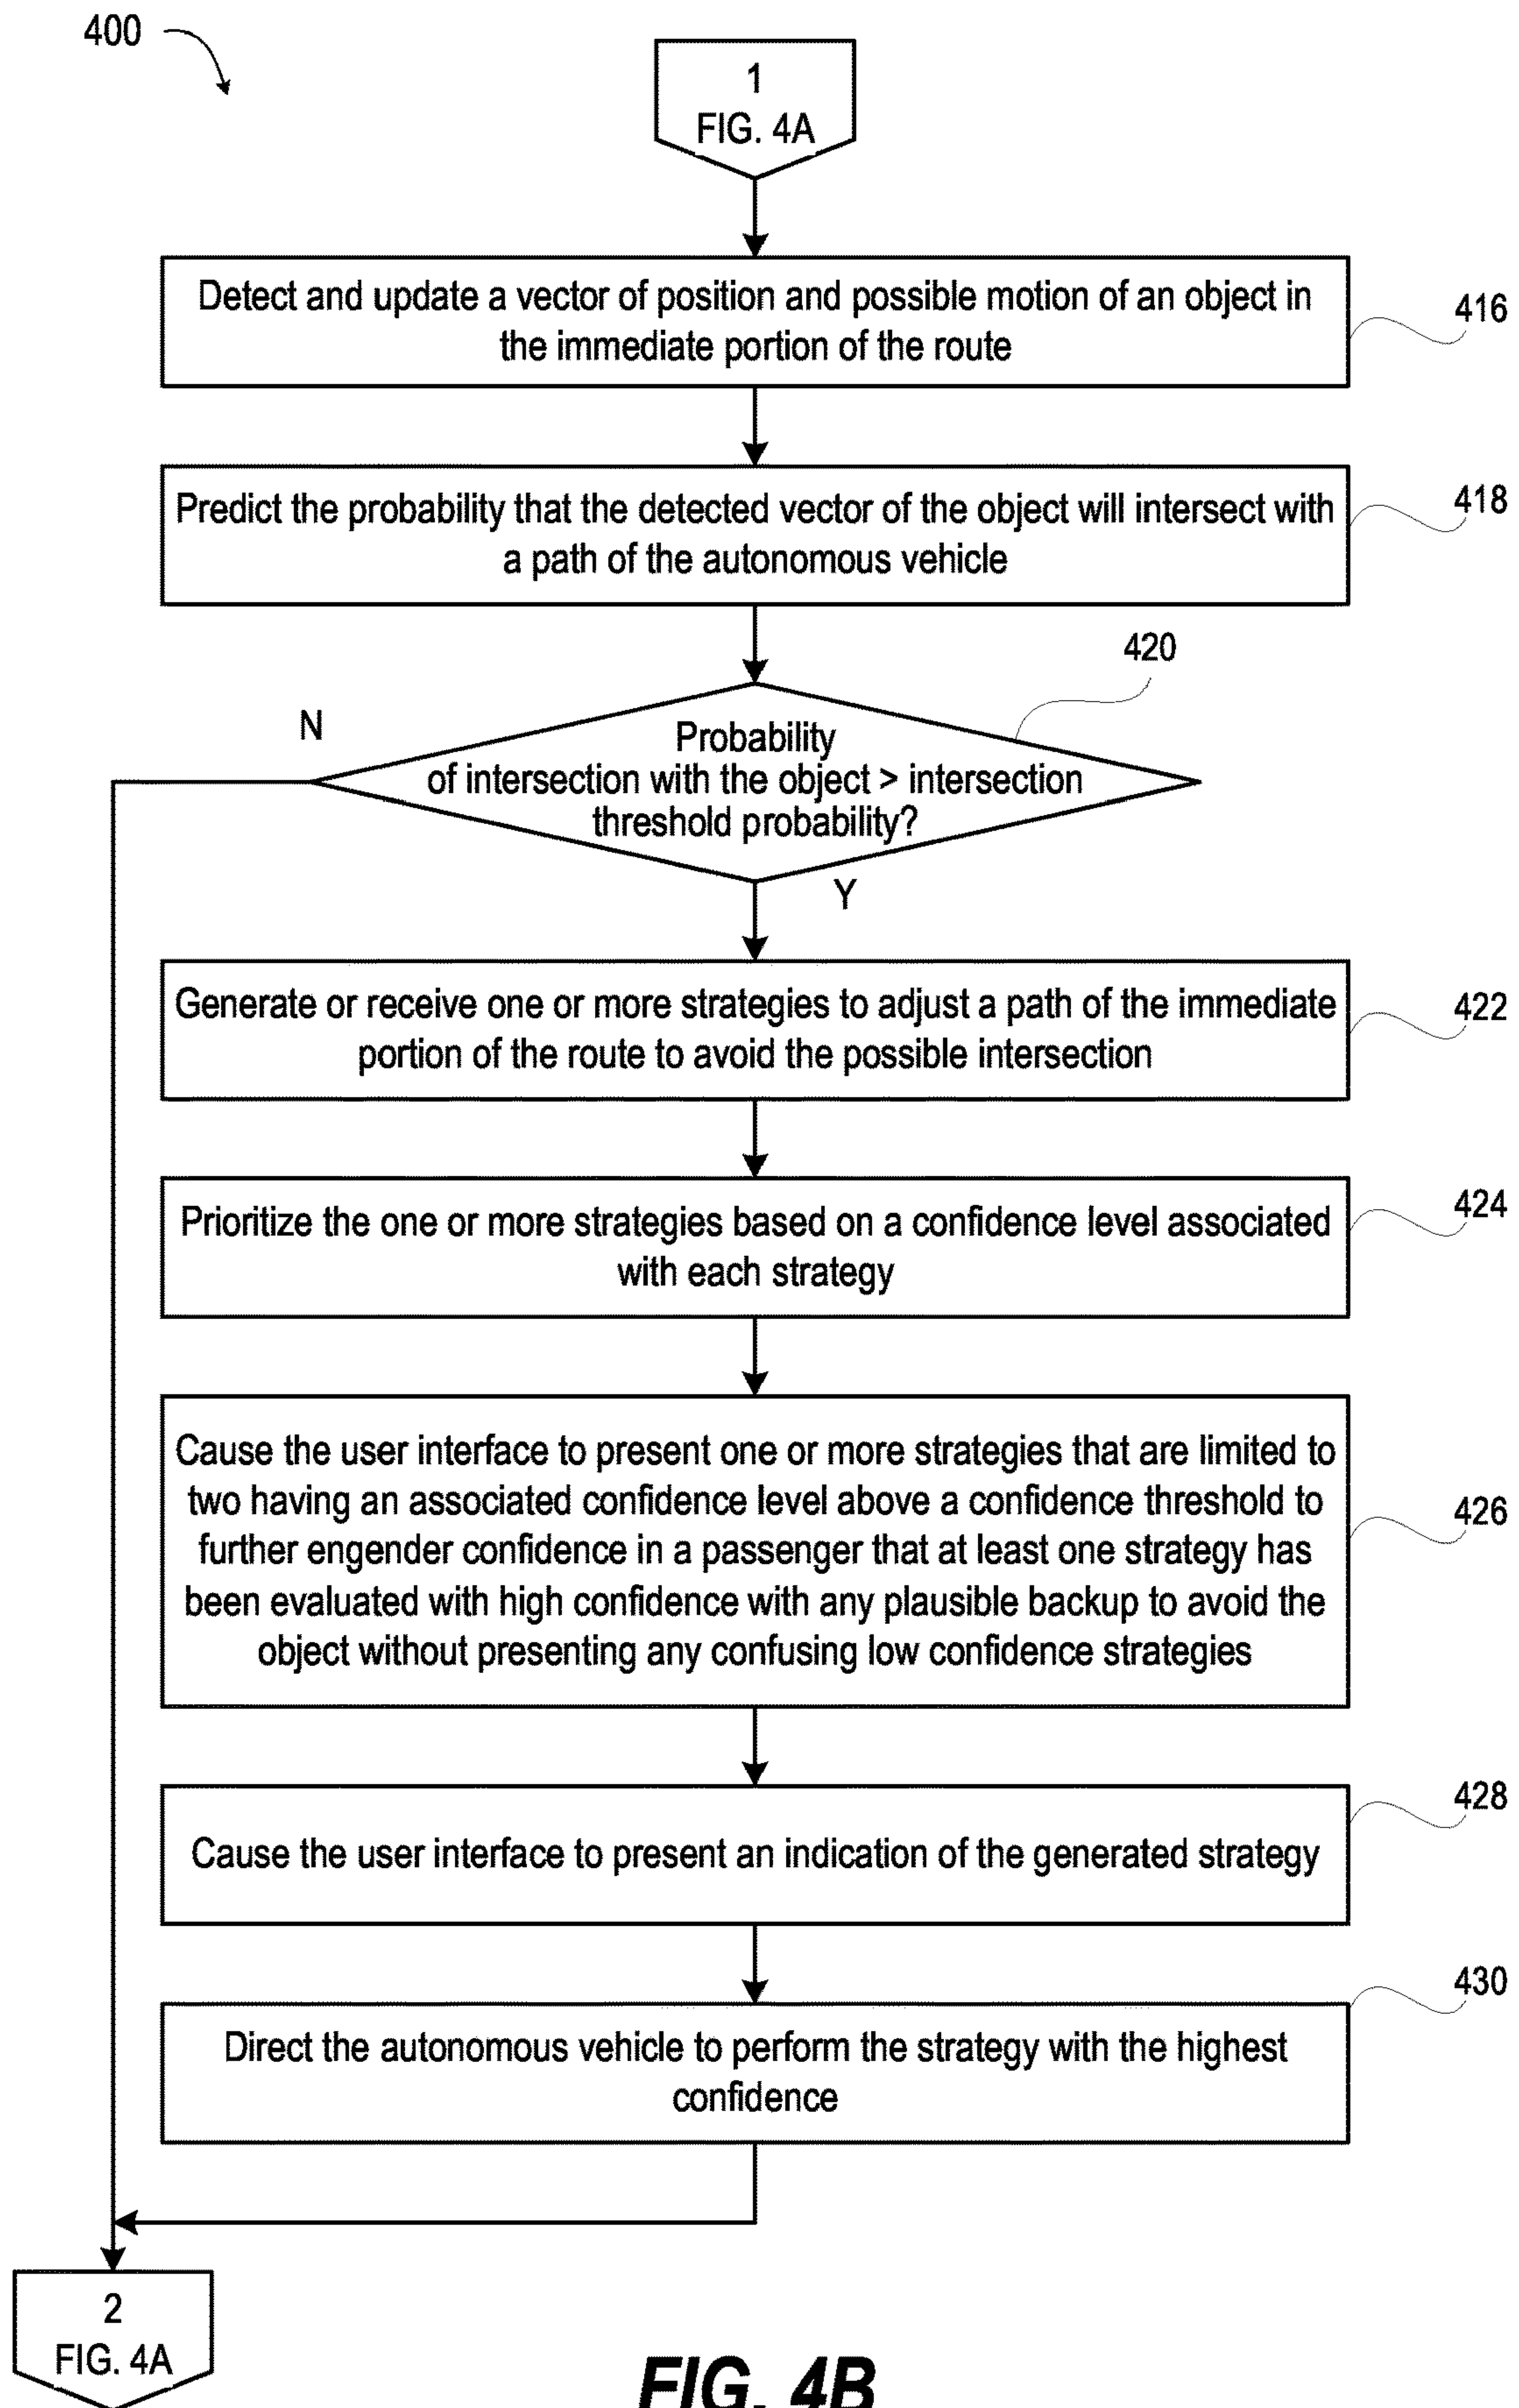 400
1
FIG. 4A
Detect and update a vector of position and possible motion of an object in
the immediate portion of the route
416
Predict the probability that the detected vector of the object will intersect with
a path of the autonomous vehicle
418
420
N
Probability
of intersection with the object > intersection
threshold probability?
Y
Generate or receive one or more strategies to adjust a path of the immediate
portion of the route to avoid the possible intersection
422
Prioritize the one or more strategies based on a confidence level associated
with each strategy
424
Cause the user interface to present one or more strategies that are limited to
two having an associated confidence level above a confidence threshold to
further engender confidence in a passenger that at least one strategy has
been evaluated with high confidence with any plausible backup to avoid the
object without presenting any confusing low confidence strategies
426
Cause the user interface to present an indication of the generated strategy
428
Direct the autonomous vehicle to perform the strategy with the highest
confidence
430
2
FIG. 4A
FIG. 4B